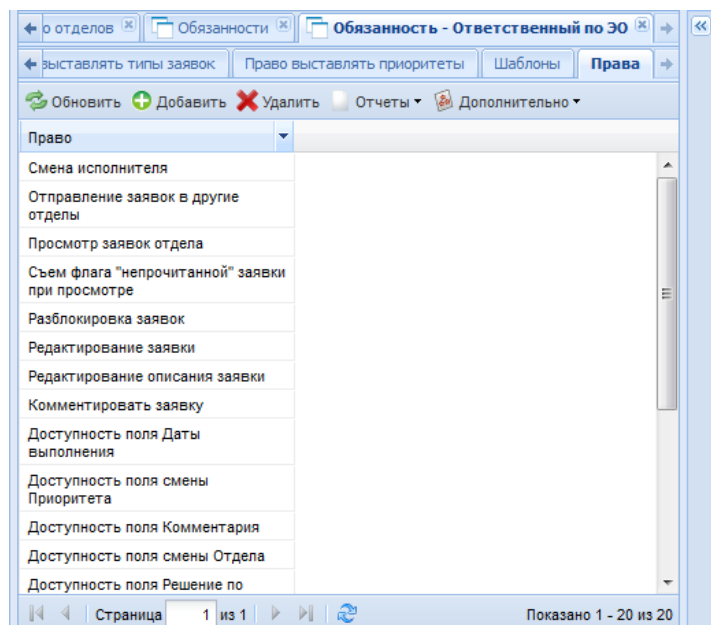 о отделов Обязанности Обязанность - Ответственный по ЭО
выставлять типы заявок Право выставлять приоритеты Шаблоны Права
Обновить Добавить Удалить Отчеты Дополнительно
Право
Смена исполнителя
Отправление заявок в другие
отделы
Просмотр заявок отдела
Съем флага "непрочитанной" заявки
при просмотре
Разблокировка заявок
Редактирование заявки
Редактирование описания заявки
Комментировать заявку
Доступность поля Даты
выполнения
Доступность поля смены
Приоритета
Доступность поля Комментария
Доступность поля смены Отдела
Доступность поля Решение по
Страница 1 из 1 Показано 1 - 20 из 20